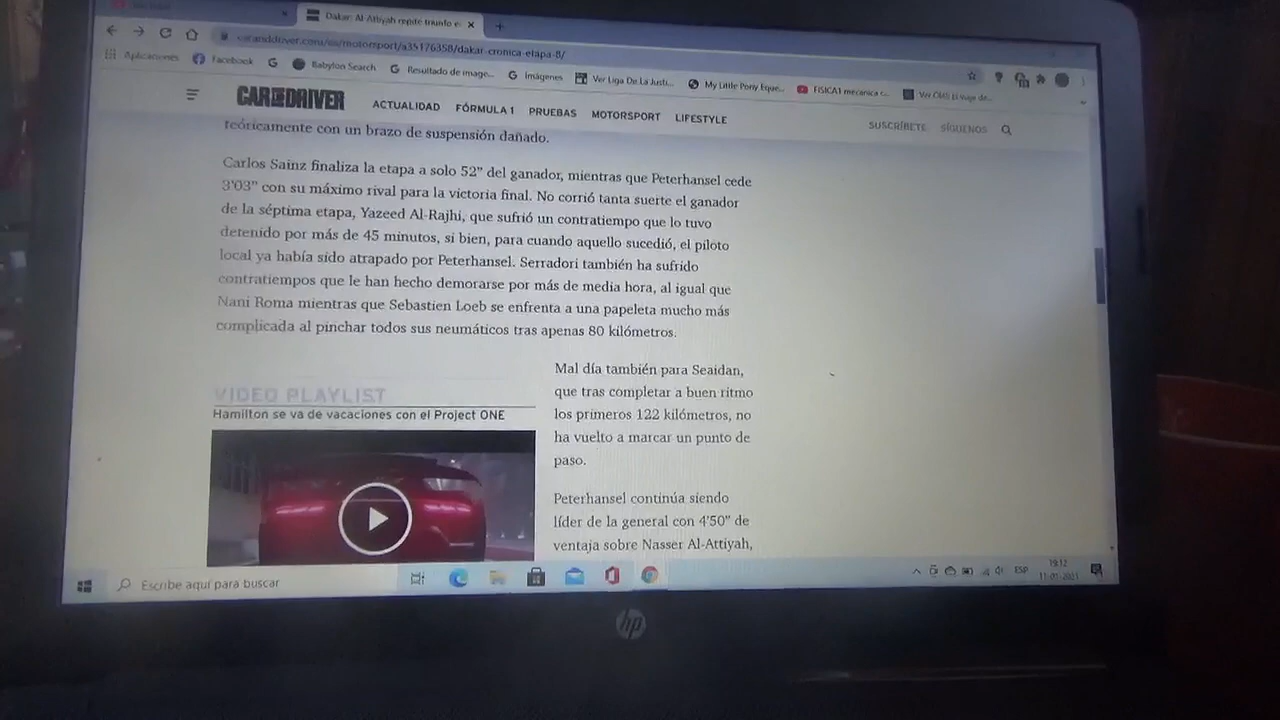 Dakar: Al-Attiyah repite triunfo e
caranddriver.com/es/motorsport/a35176358/dakar-cronica-etapa-8/
Aplicaciones Facebook Babylon Search Resultado de image... Imágenes Ver Liga De La Justi... My Little Pony Eque... FISICA1 mecanica c...
CAR AND DRIVER ACTUALIDAD FÓRMULA 1 PRUEBAS MOTORSPORT LIFESTYLE SUSCRÍBETE SÍGUENOS
teóricamente con un brazo de suspensión dañado.
Carlos Sainz finaliza la etapa a solo 52” del ganador, mientras que Peterhansel cede
3’03” con su máximo rival para la victoria final. No corrió tanta suerte el ganador
de la séptima etapa, Yazeed Al-Rajhi, que sufrió un contratiempo que lo tuvo
detenido por más de 45 minutos, si bien, para cuando aquello sucedió, el piloto
local ya había sido atrapado por Peterhansel. Serradori también ha sufrido
contratiempos que le han hecho demorarse por más de media hora, al igual que
Nani Roma mientras que Sebastien Loeb se enfrenta a una papeleta mucho más
complicada al pinchar todos sus neumáticos tras apenas 80 kilómetros.
VIDEO PLAYLIST
Hamilton se va de vacaciones con el Project ONE
Mal día también para Seaidan,
que tras completar a buen ritmo
los primeros 122 kilómetros, no
ha vuelto a marcar un punto de
paso.
Peterhansel continúa siendo
líder de la general con 4’50” de
ventaja sobre Nasser Al-Attiyah,
Escribe aquí para buscar
ESP
19:12
11-01-2021
hp